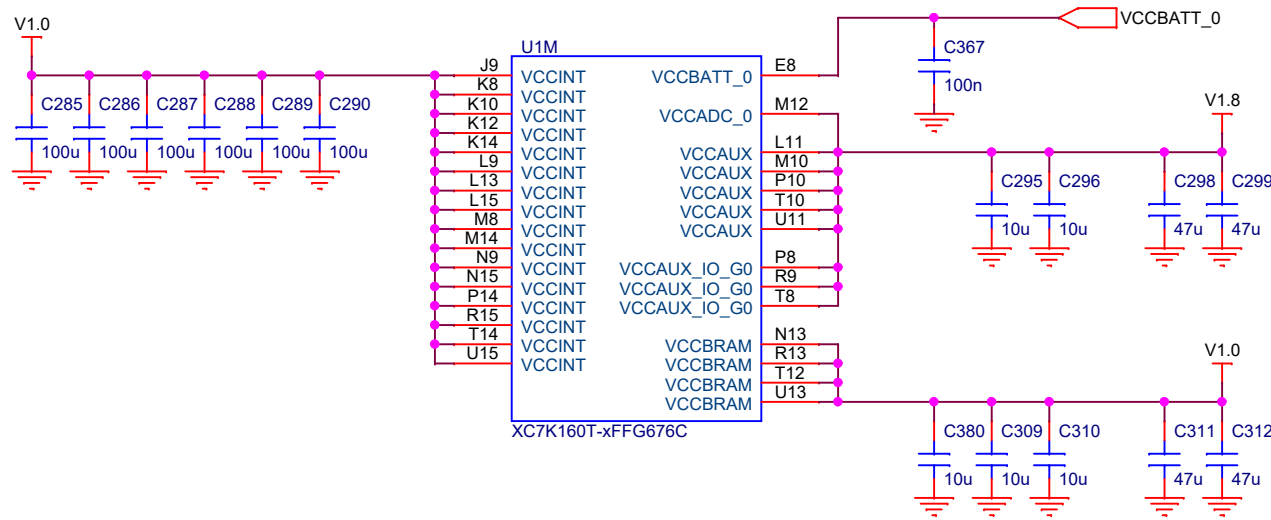 V1.0
C285 C286 C287 C288 C289 C290
100u 100u 100u 100u 100u 100u
U1M
J9 VCCINT
K8 VCCINT
K10 VCCINT
K12 VCCINT
K14 VCCINT
L9 VCCINT
L13 VCCINT
L15 VCCINT
M8 VCCINT
M14 VCCINT
N9 VCCINT
N15 VCCINT
P14 VCCINT
R15 VCCINT
T14 VCCINT
U15 VCCINT
VCCBATT_0 E8
VCCADC_0 M12
VCCAUX L11
VCCAUX M10
VCCAUX P10
VCCAUX T10
VCCAUX U11
VCCAUX_IO_G0 P8
VCCAUX_IO_G0 R9
VCCAUX_IO_G0 T8
VCCBRAM N13
VCCBRAM R13
VCCBRAM T12
VCCBRAM U13
XC7K160T-xFFG676C
VCCBATT_0
C367
100n
V1.8
C295 C296 C298 C299
10u 10u 47u 47u
V1.0
C380 C309 C310 C311 C312
10u 10u 10u 47u 47u